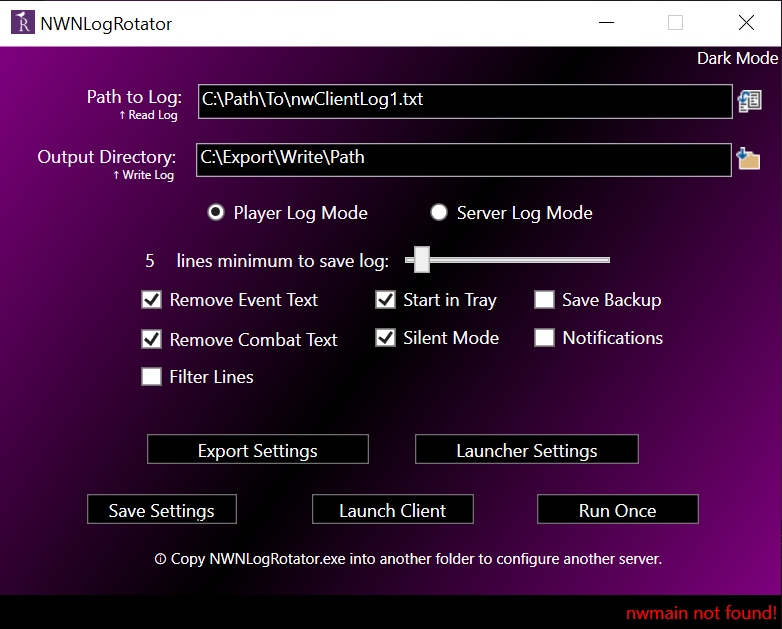 NWNLogRotator
Dark Mode
Path to Log:
C:\Path\To\nwClientLog1.txt
↑ Read Log
Output Directory:
C:\Export\Write\Path
↑ Write Log
Player Log Mode
Server Log Mode
5 lines minimum to save log:
Remove Event Text
Start in Tray
Save Backup
Remove Combat Text
Silent Mode
Notifications
Filter Lines
Export Settings
Launcher Settings
Save Settings
Launch Client
Run Once
🛈 Copy NWNLogRotator.exe into another folder to configure another server.
nwmain not found!